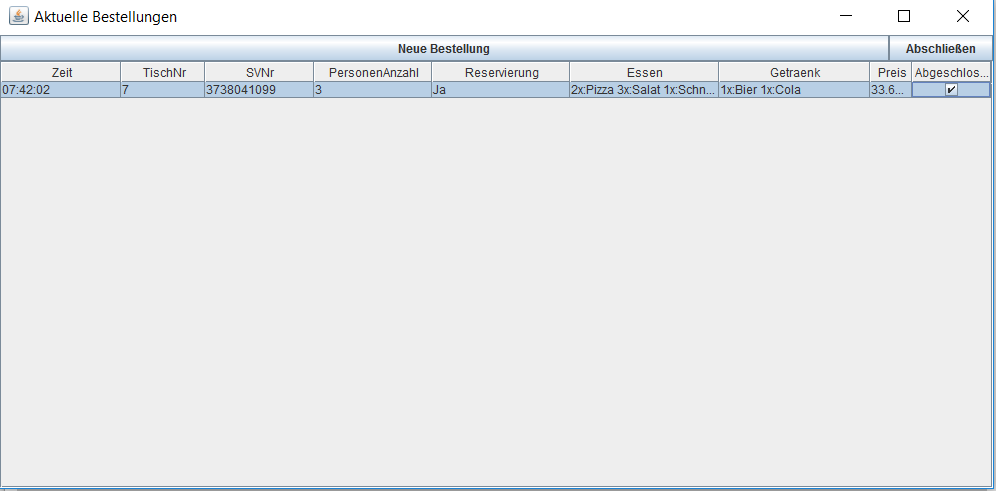 Aktuelle Bestellungen
Neue Bestellung Abschließen
Zeit TischNr SVNr PersonenAnzahl Reservierung Essen Getraenk Preis Abgeschlos...
07:42:02 7 3738041099 3 Ja 2x:Pizza 3x:Salat 1x:Schn... 1x:Bier 1x:Cola 33.6...